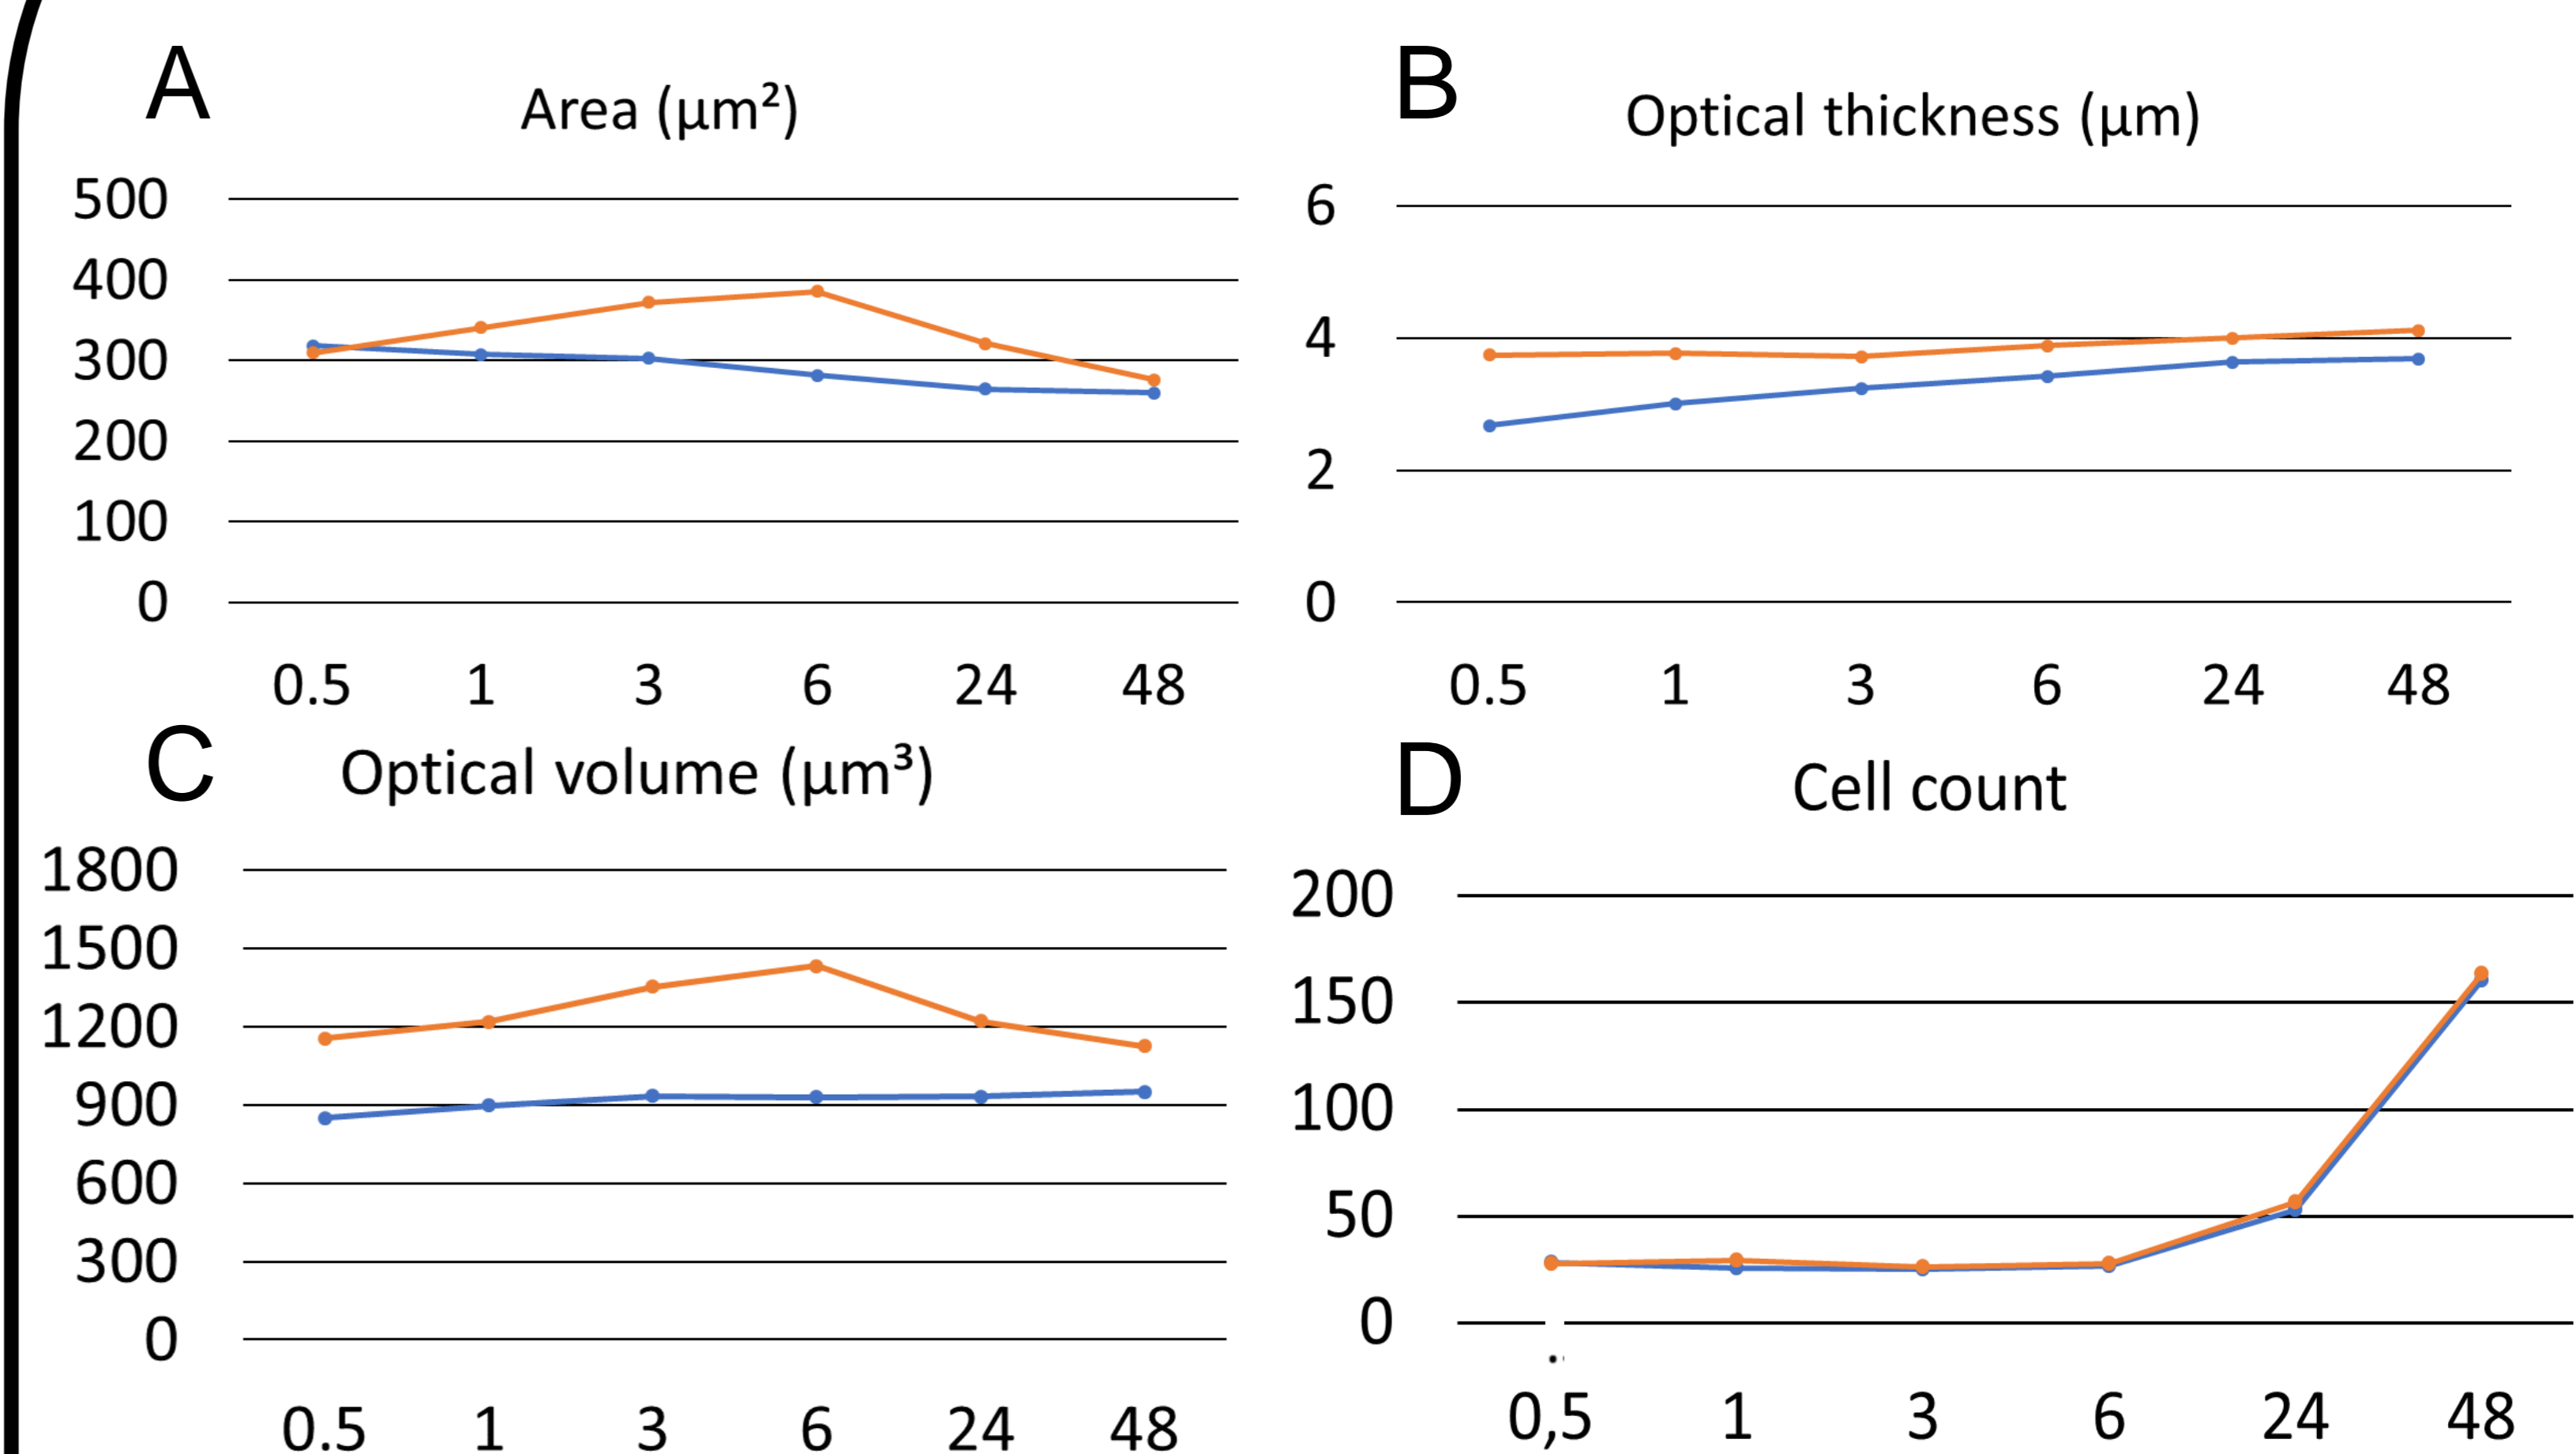 A
Area (µm²)
500
400
300
200
100
0
0.5 1 3 6 24 48
B
Optical thickness (µm)
6
4
2
0
0.5 1 3 6 24 48
C
Optical volume (µm³)
1800
1500
1200
900
600
300
0
0.5 1 3 6 24 48
D
Cell count
200
150
100
50
0
0,5 1 3 6 24 48